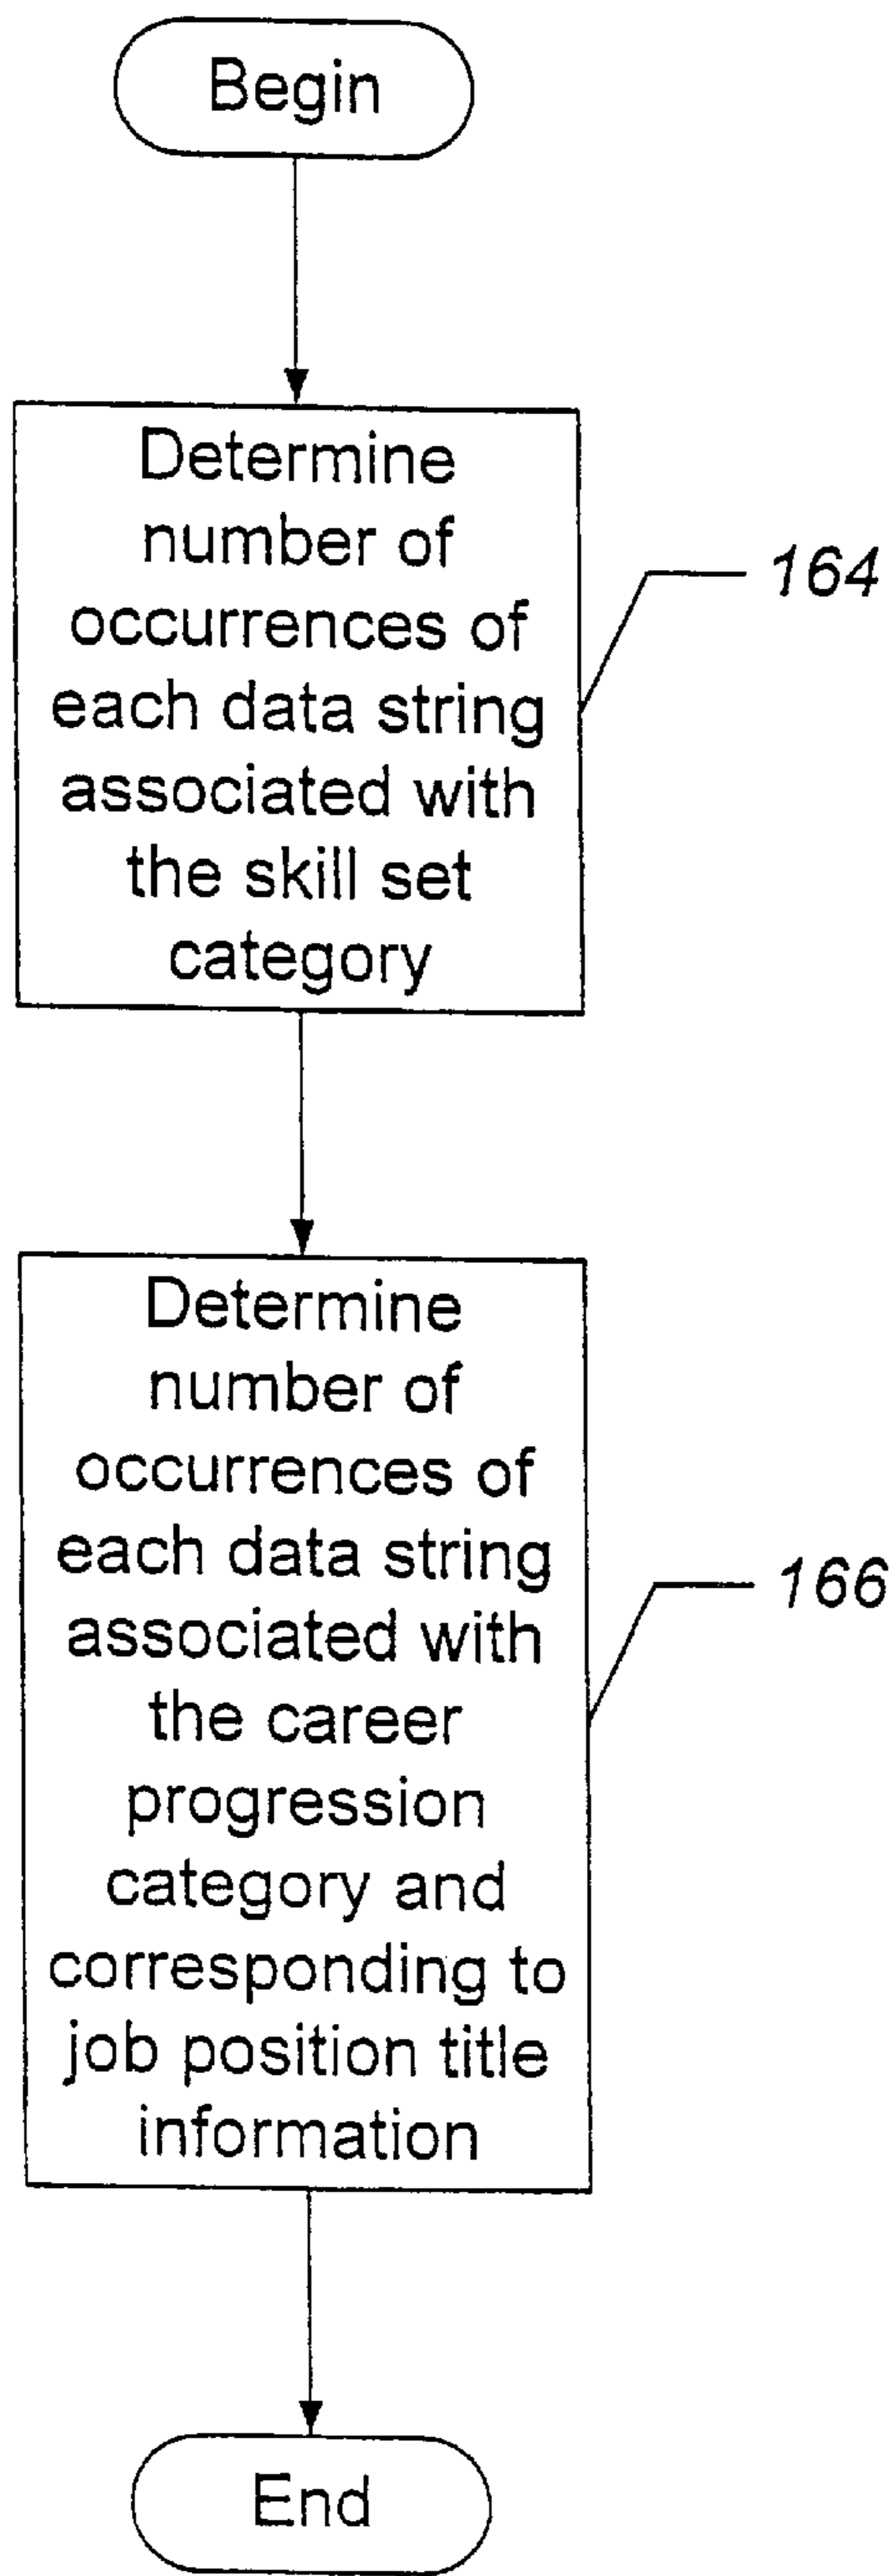 Begin
Determine
number of
occurrences of
each data string
associated with
the skill set
category
164
Determine
number of
occurrences of
each data string
associated with
the career
progression
category and
corresponding to
job position title
information
166
End